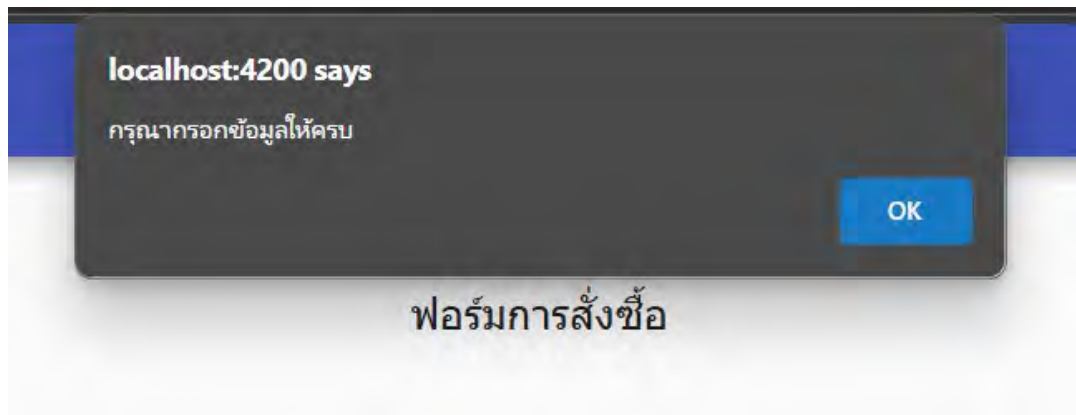 localhost:4200 says
กรุณากรอกข้อมูลให้ครบ
OK
ฟอร์มการสั่งซื้อ